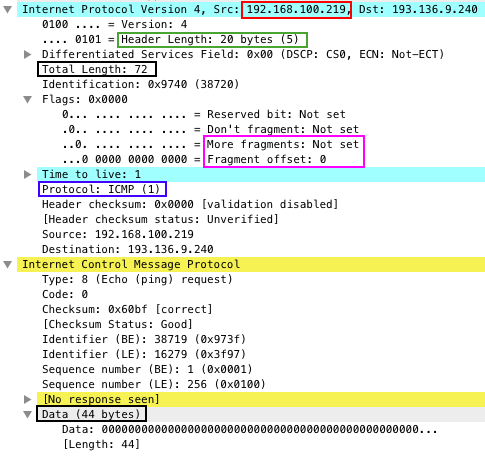 Internet Protocol Version 4, Src: 192.168.100.219, Dst: 193.136.9.240
0100 .... = Version: 4
.... 0101 = Header Length: 20 bytes (5)
Differentiated Services Field: 0x00 (DSCP: CS0, ECN: Not-ECT)
Total Length: 72
Identification: 0x9740 (38720)
Flags: 0x0000
0... .... .... .... = Reserved bit: Not set
.0.. .... .... .... = Don't fragment: Not set
..0. .... .... .... = More fragments: Not set
...0 0000 0000 0000 = Fragment offset: 0
Time to live: 1
Protocol: ICMP (1)
Header checksum: 0x0000 [validation disabled]
[Header checksum status: Unverified]
Source: 192.168.100.219
Destination: 193.136.9.240
Internet Control Message Protocol
Type: 8 (Echo (ping) request)
Code: 0
Checksum: 0x60bf [correct]
[Checksum Status: Good]
Identifier (BE): 38719 (0x973f)
Identifier (LE): 16279 (0x3f97)
Sequence number (BE): 1 (0x0001)
Sequence number (LE): 256 (0x0100)
[No response seen]
Data (44 bytes)
Data: 000000000000000000000000000000000000000000000000...
[Length: 44]